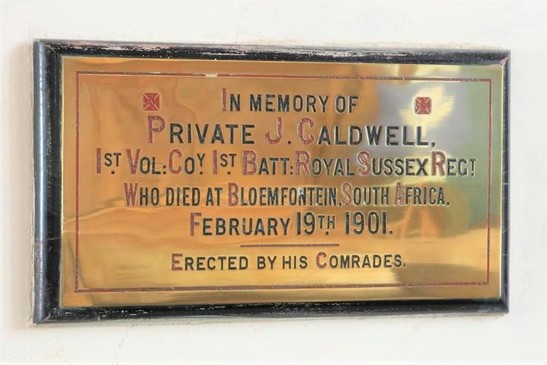 IN MEMORY OF
PRIVATE J. CALDWELL,
1ST VOL: COY 1ST BATT: ROYAL SUSSEX REGT
WHO DIED AT BLOEMFONTEIN, SOUTH AFRICA,
FEBRUARY 19TH, 1901.
ERECTED BY HIS COMRADES.